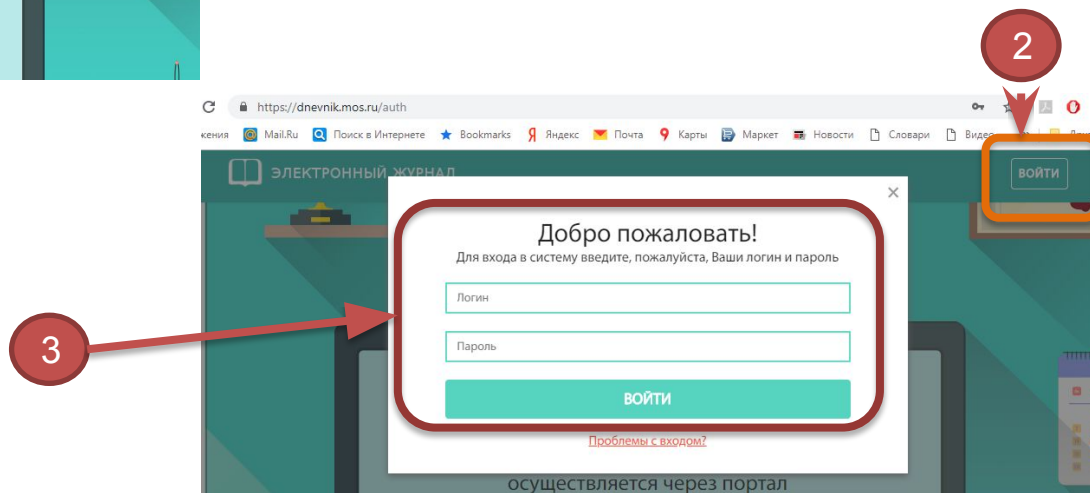 2
https://dnevnik.mos.ru/auth
жения Mail.Ru Поиск в Интернете Bookmarks Яндекс Почта Карты Маркет Новости Словари Видео
ЭЛЕКТРОННЫЙ ЖУРНАЛ
ВОЙТИ
Добро пожаловать!
Для входа в систему введите, пожалуйста, Ваши логин и пароль
Логин
3
Пароль
ВОЙТИ
Проблемы с входом?
осуществляется через портал